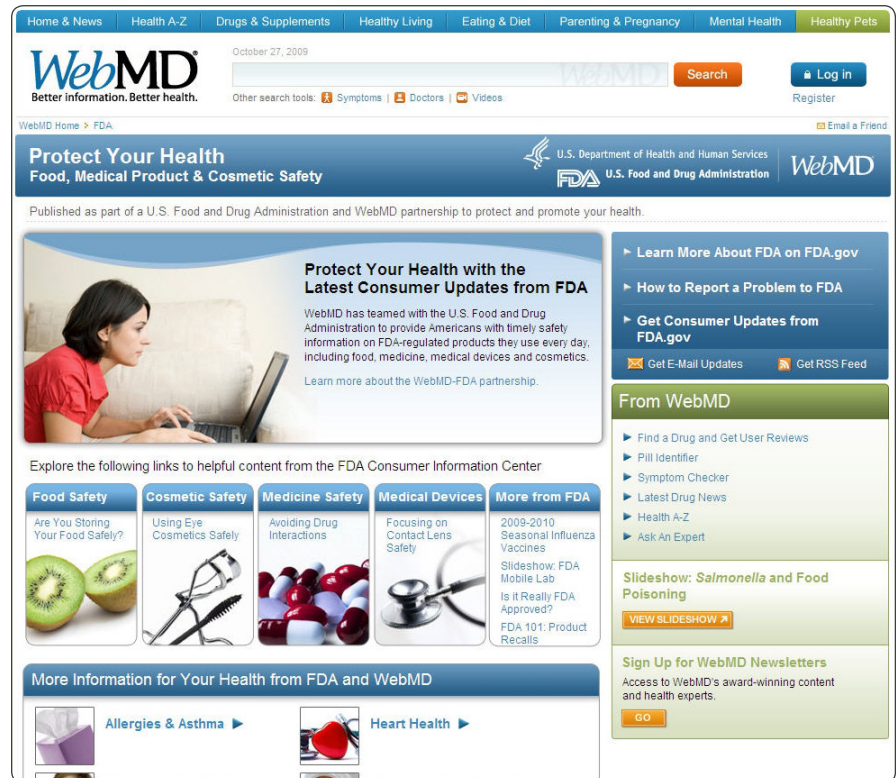 Home & News Health A-Z Drugs & Supplements Healthy Living Eating & Diet Parenting & Pregnancy Mental Health Healthy Pets
WebMD®
Better information. Better health.
October 27, 2009
WebMD
Search
Log in
Other search tools: Symptoms | Doctors | Videos
Register
WebMD Home > FDA
Email a Friend
Protect Your Health
Food, Medical Product & Cosmetic Safety
U.S. Department of Health and Human Services
FDA U.S. Food and Drug Administration
WebMD
Published as part of a U.S. Food and Drug Administration and WebMD partnership to protect and promote your health.
Protect Your Health with the
Latest Consumer Updates from FDA
WebMD has teamed with the U.S. Food and Drug
Administration to provide Americans with timely safety
information on FDA-regulated products they use every day,
including food, medicine, medical devices and cosmetics.
Learn more about the WebMD-FDA partnership.
Learn More About FDA on FDA.gov
How to Report a Problem to FDA
Get Consumer Updates from
FDA.gov
Get E-Mail Updates Get RSS Feed
From WebMD
Find a Drug and Get User Reviews
Pill Identifier
Symptom Checker
Latest Drug News
Health A-Z
Ask An Expert
Slideshow: Salmonella and Food
Poisoning
VIEW SLIDESHOW
Sign Up for WebMD Newsletters
Access to WebMD's award-winning content
and health experts.
GO
Explore the following links to helpful content from the FDA Consumer Information Center
Food Safety
Are You Storing
Your Food Safely?
Cosmetic Safety
Using Eye
Cosmetics Safely
Medicine Safety
Avoiding Drug
Interactions
Medical Devices
Focusing on
Contact Lens
Safety
More from FDA
2009-2010
Seasonal Influenza
Vaccines
Slideshow: FDA
Mobile Lab
Is it Really FDA
Approved?
FDA 101: Product
Recalls
More Information for Your Health from FDA and WebMD
Allergies & Asthma
Heart Health